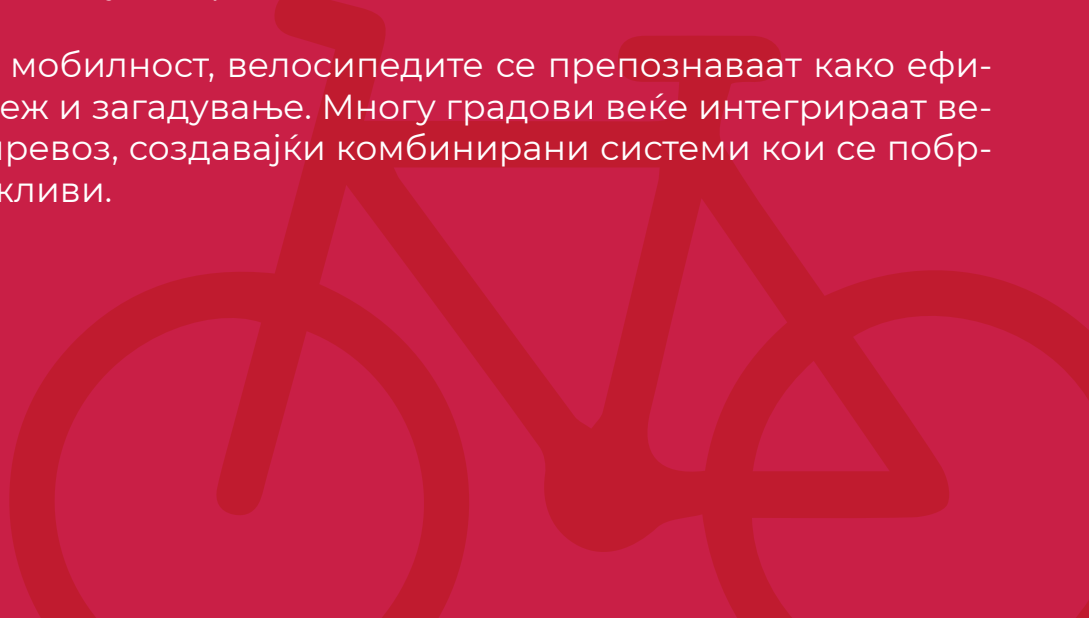 мобилност, велосипедите се препознаваат како ефи-
еж и загадување. Многу градови веќе интегрираат ве-
превоз, создавајќи комбинирани системи кои се побр-
кливи.